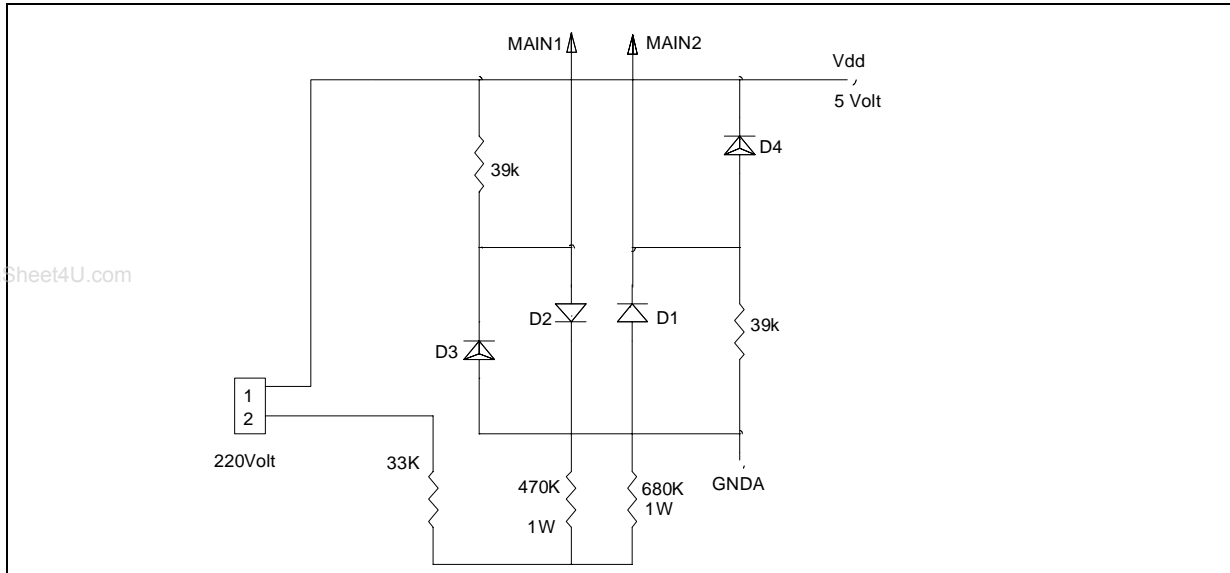 MAIN1
MAIN2
Vdd
5 Volt
D4
39k
Sheet4U.com
D2
D1
39k
D3
1
2
220Volt
33K
470K
680K
GNDA
1W
1W